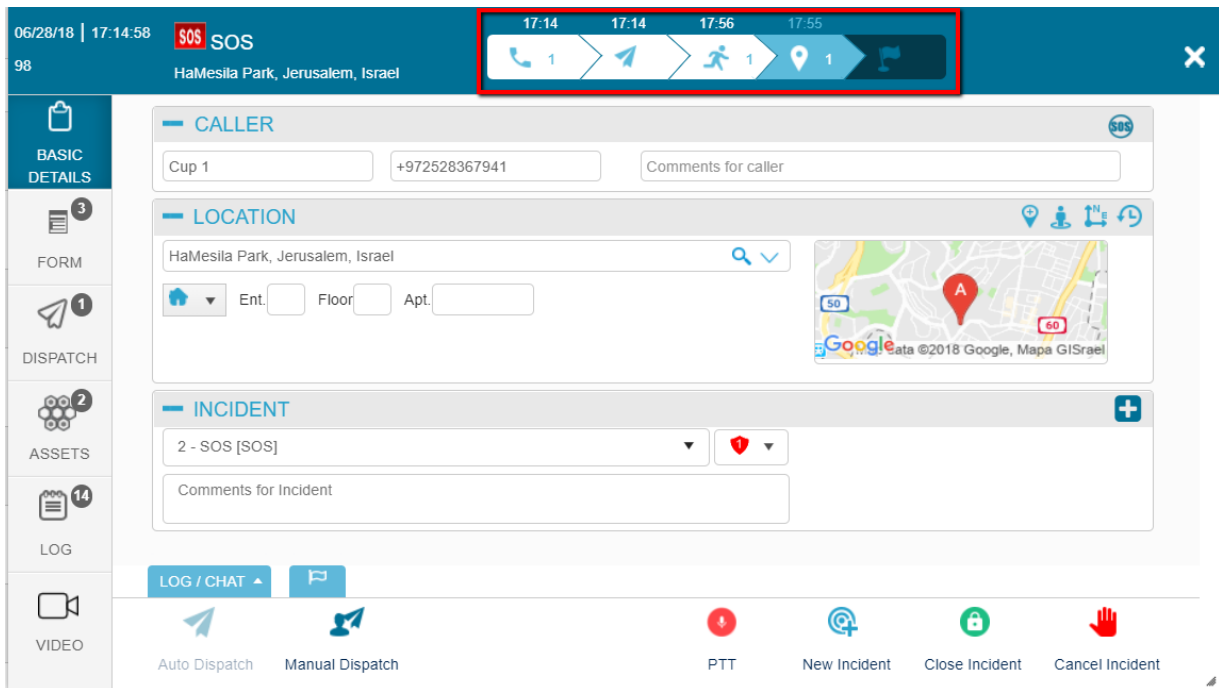 06/28/18 | 17:14:58
98
SOS SOS
HaMesila Park, Jerusalem, Israel
17:14 17:14 17:56 17:55
1 1 1
BASIC DETAILS
3
FORM
1
DISPATCH
2
ASSETS
14
LOG
VIDEO
CALLER
SOS
Cup 1 +972528367941 Comments for caller
LOCATION
N E
HaMesila Park, Jerusalem, Israel
Ent. Floor Apt.
A
50
60
Google ata ©2018 Google, Mapa GISrael
INCIDENT
2 - SOS [SOS] 1
Comments for Incident
LOG / CHAT
Auto Dispatch Manual Dispatch PTT New Incident Close Incident Cancel Incident